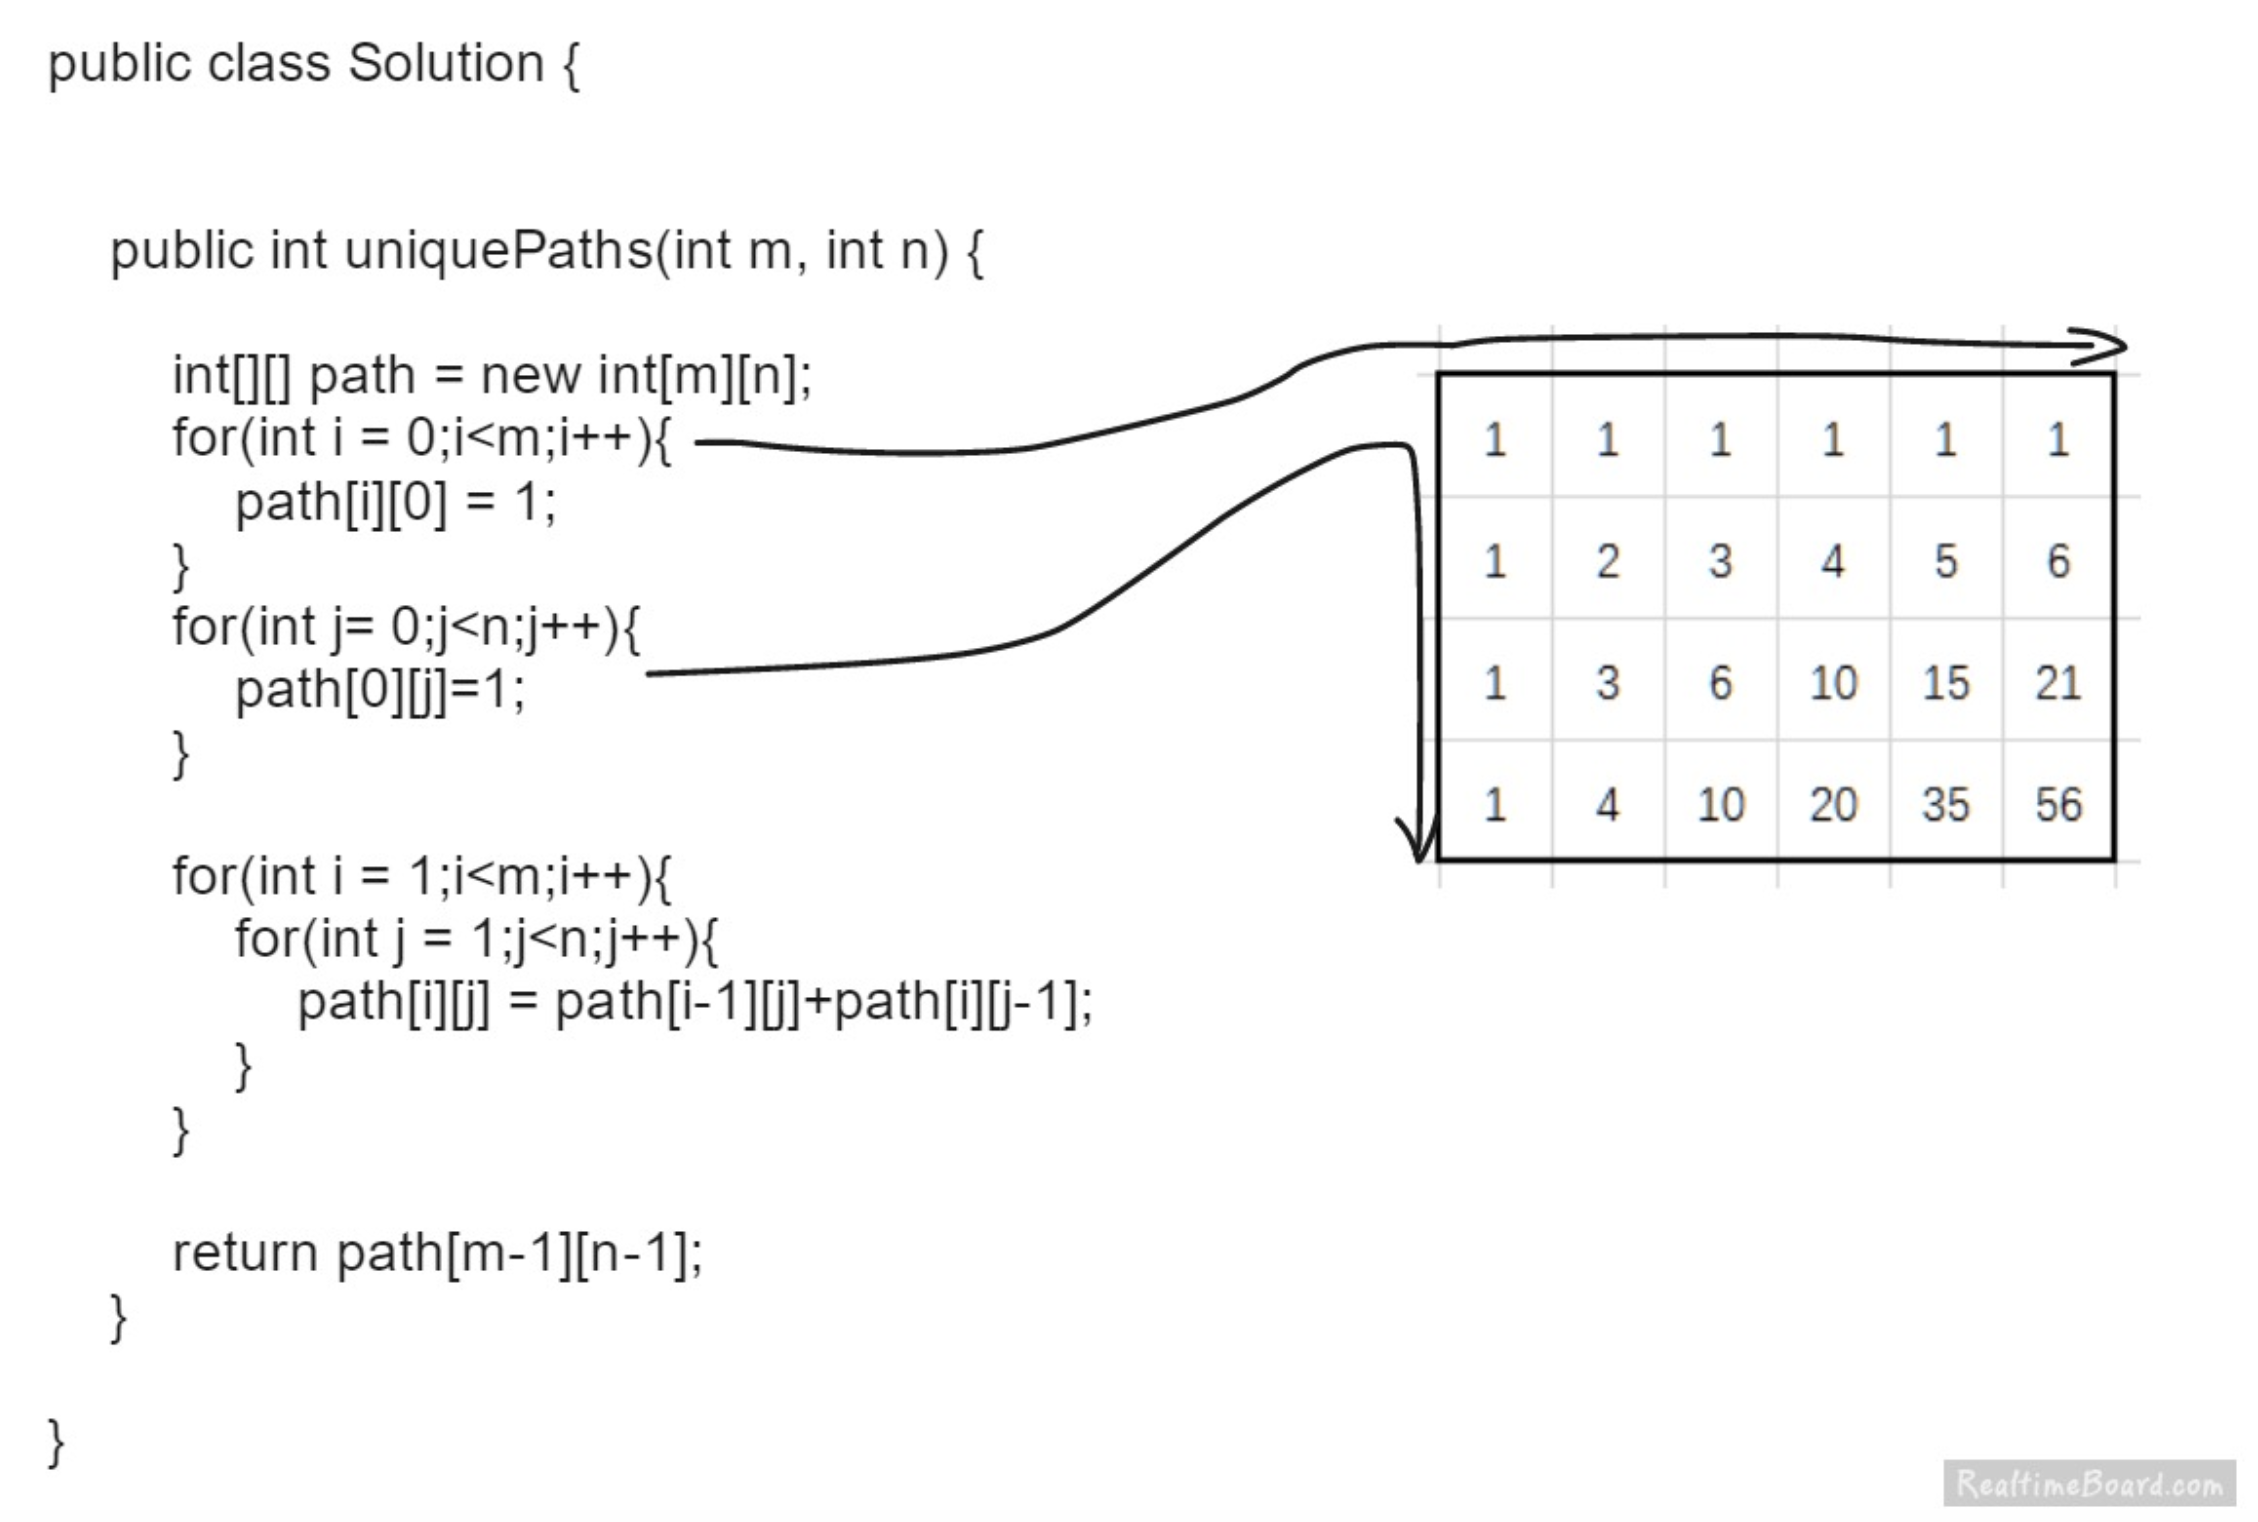 public class Solution {
public int uniquePaths(int m, int n) {
int[][] path = new int[m][n];
for(int i = 0;i<m;i++){
path[i][0] = 1;
}
for(int j= 0;j<n;j++){
path[0][j]=1;
}
for(int i = 1;i<m;i++){
for(int j = 1;j<n;j++){
path[i][j] = path[i-1][j]+path[i][j-1];
}
}
return path[m-1][n-1];
}
}
1 1 1 1 1 1
1 2 3 4 5 6
1 3 6 10 15 21
1 4 10 20 35 56
RealtimeBoard.com